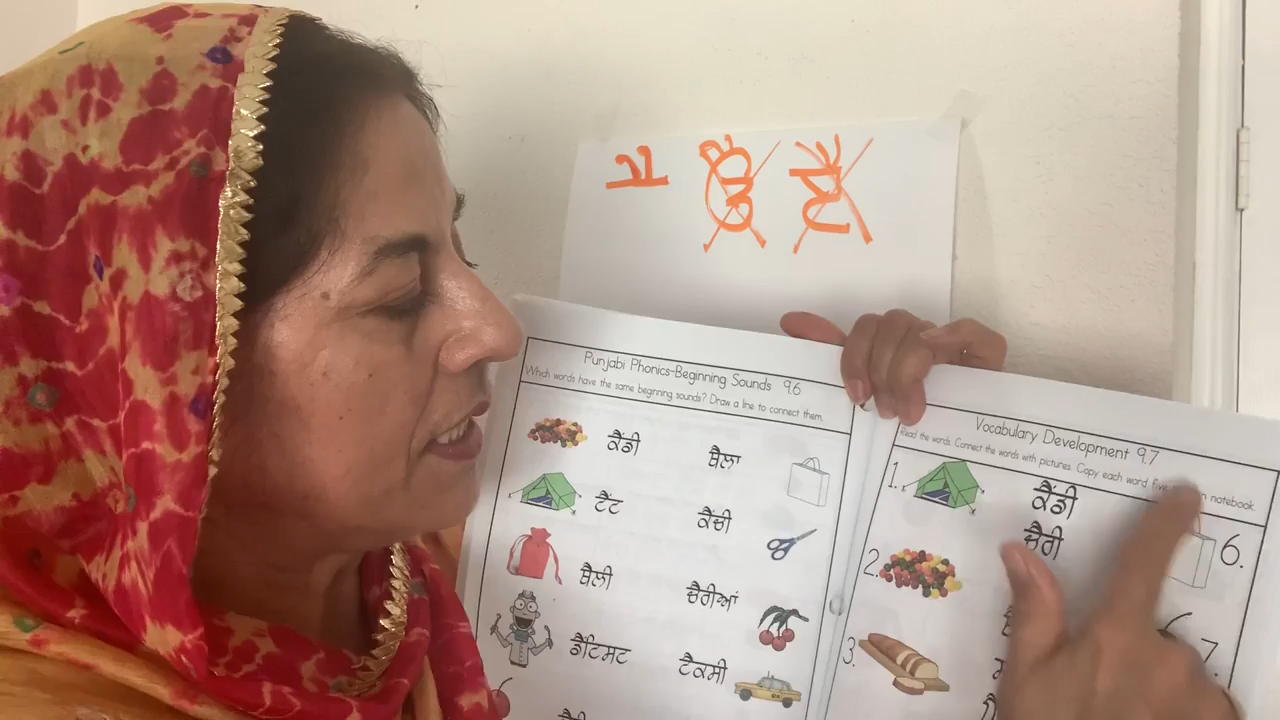 Punjabi Phonics-Beginning Sounds 9.6
Which words have the same beginning sounds? Draw a line to connect them.
ਕੈਂਡੀ ਥੈਲਾ
ਟੈਂਟ ਕੈਂਚੀ
ਥੈਲੀ ਚੈਰੀਆਂ
ਡੈਂਟਿਸਟ ਟੈਕਸੀ
Vocabulary Development 9.7
Read the words. Connect the words with pictures. Copy each word five notebook.
1. ਕੈਂਡੀ
ਚੈਰੀ 6.
2.
3. 7.